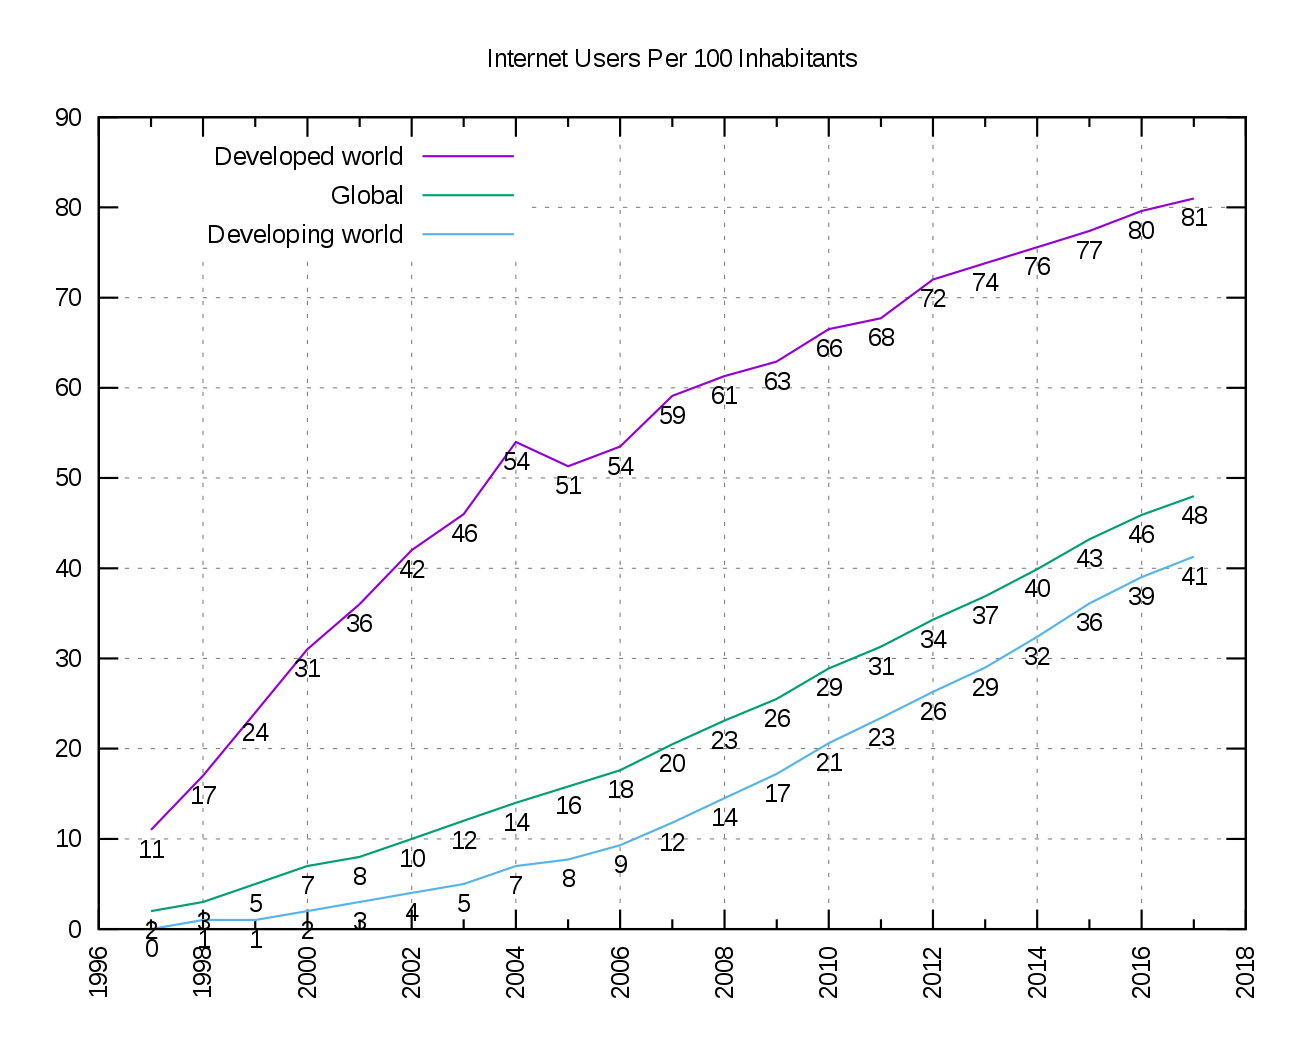 Internet Users Per 100 Inhabitants
Developed world
Global
Developing world
90
80
70
60
50
40
30
20
10
0
11 17 24 31 36 42 46 54 51 54 59 61 63 66 68 72 74 76 77 80 81
2 3 5 7 8 10 12 14 16 18 20 23 26 29 31 34 37 40 43 46 48
0 1 1 2 3 4 5 7 8 9 12 14 17 21 23 26 29 32 36 39 41
1996 1998 2000 2002 2004 2006 2008 2010 2012 2014 2016 2018